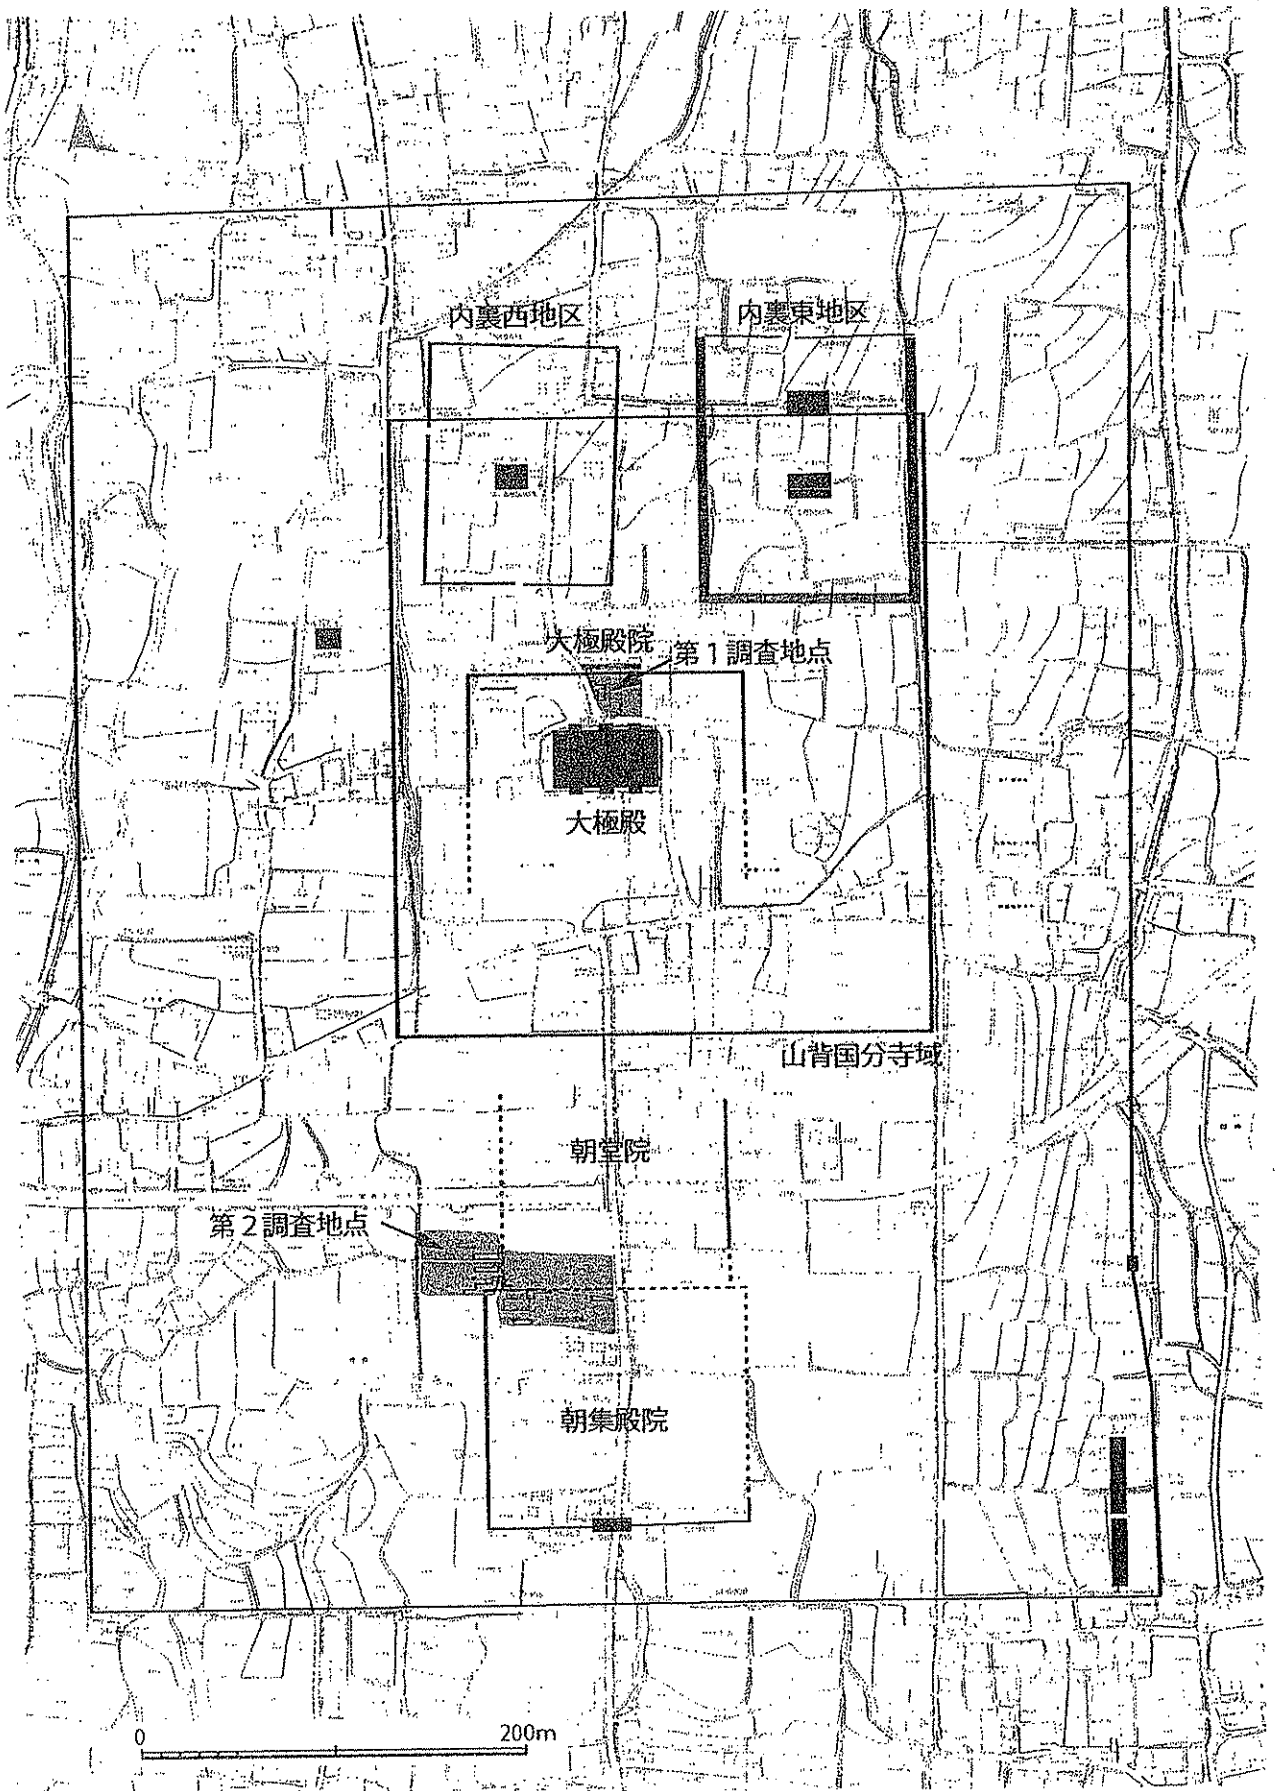 内裏西地区
内裏東地区
大極殿院
第1調査地点
大極殿
山背国分寺域
朝堂院
第2調査地点
朝集殿院
0
200m